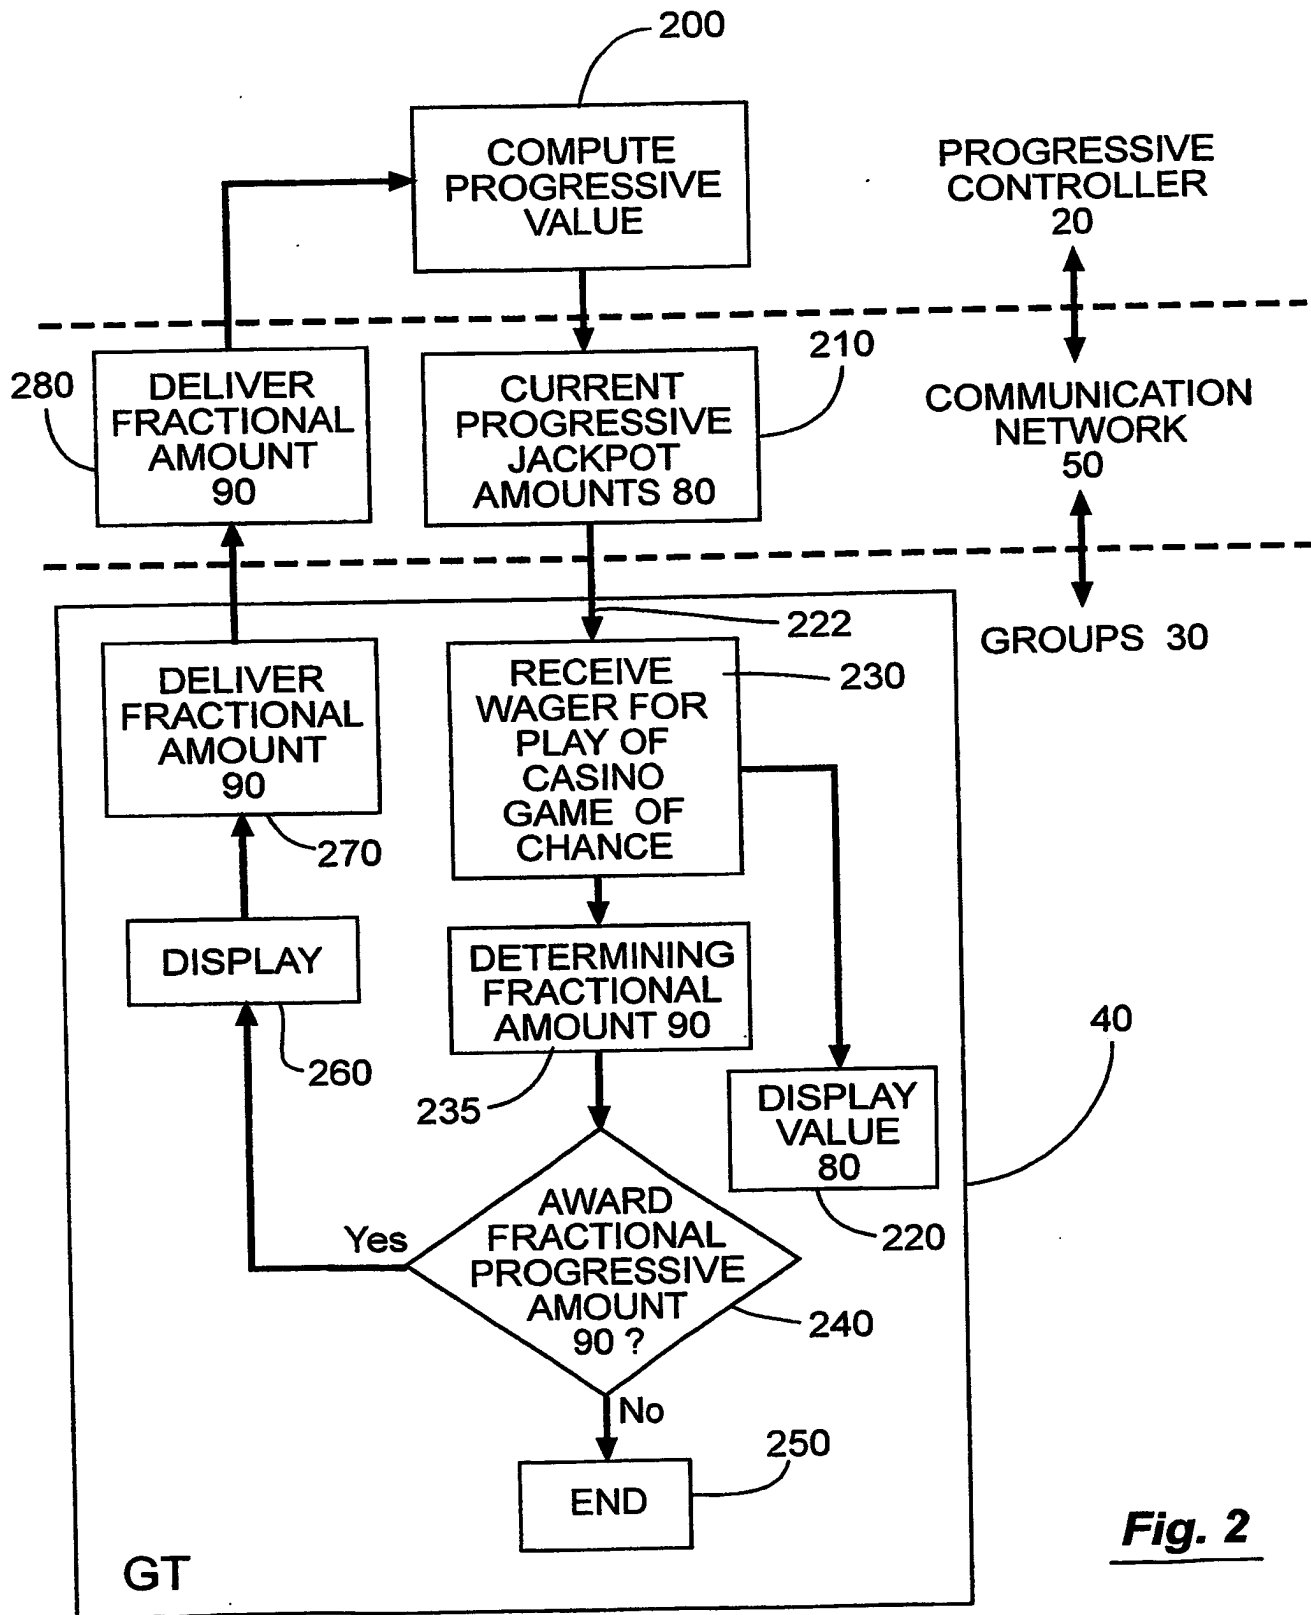 200
COMPUTE
PROGRESSIVE
VALUE
PROGRESSIVE
CONTROLLER
20
280
DELIVER
FRACTIONAL
AMOUNT
90
210
CURRENT
PROGRESSIVE
JACKPOT
AMOUNTS 80
COMMUNICATION
NETWORK
50
222
GROUPS 30
DELIVER
FRACTIONAL
AMOUNT
90
270
RECEIVE
WAGER FOR
PLAY OF
CASINO
GAME OF
CHANCE
230
DISPLAY
260
DETERMINING
FRACTIONAL
AMOUNT 90
235
40
DISPLAY
VALUE
80
220
Yes
AWARD
FRACTIONAL
PROGRESSIVE
AMOUNT
90 ?
240
No
250
END
GT
Fig. 2